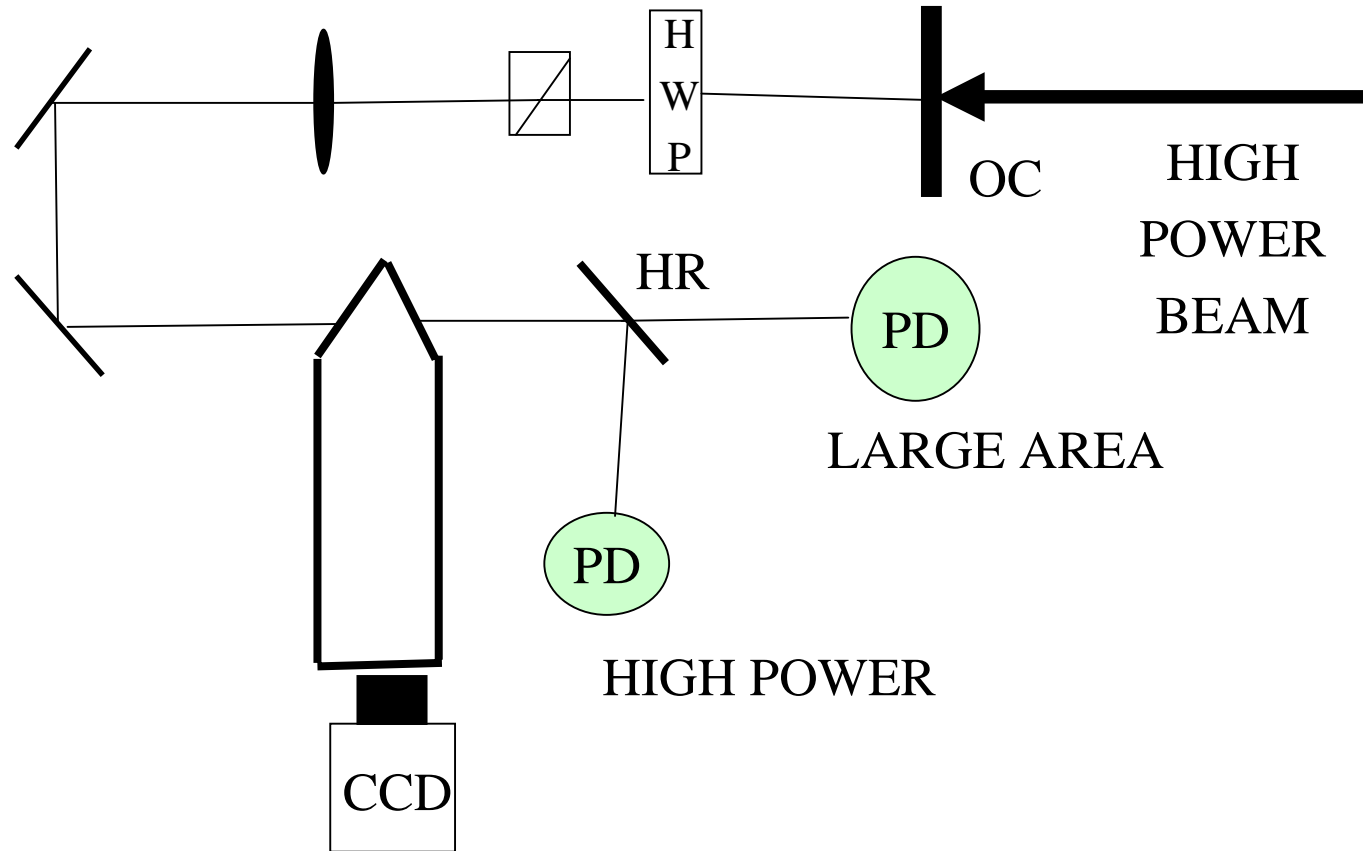 H
W
P
OC
HIGH
POWER
BEAM
HR
PD
LARGE AREA
PD
HIGH POWER
CCD